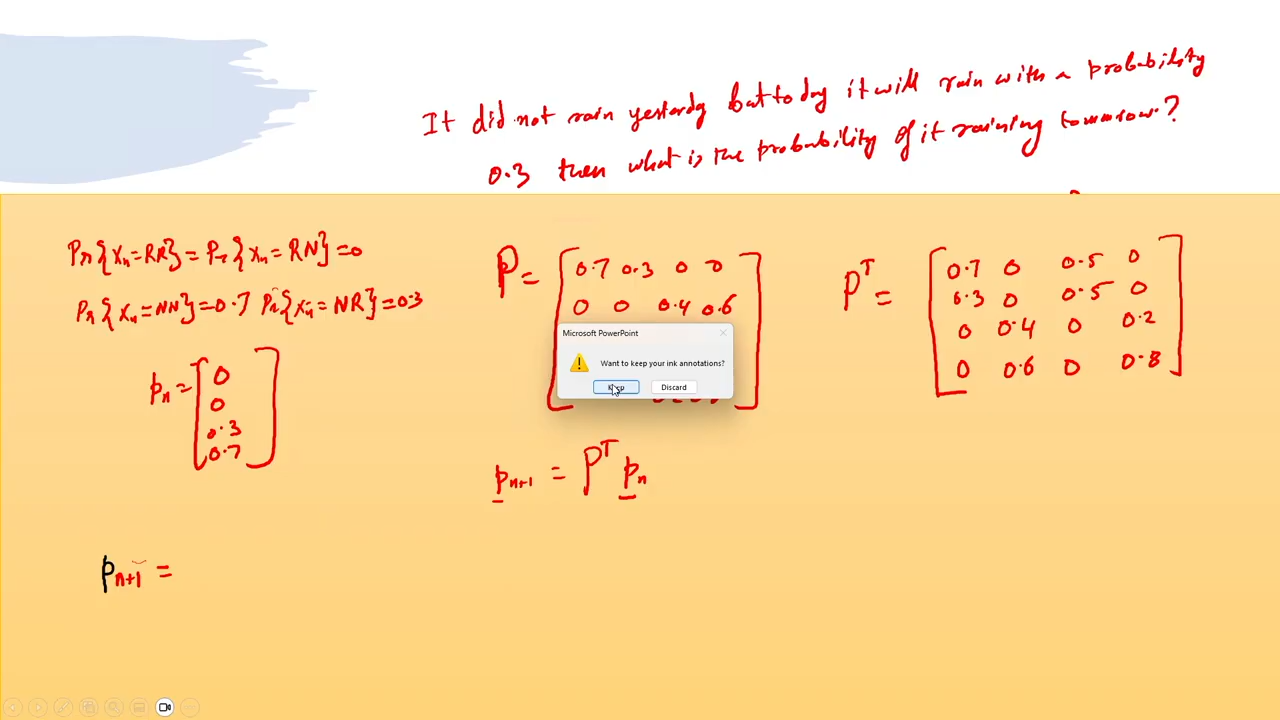 It did not rain yesterday but today it will rain with a probability
0.3 then what is the probability of it raining tomorrow?
Pr{Xn=RR}=Pr{Xn=RN}=0
Pr{Xn=NN}=0.7 Pr{Xn=NR}=0.3
pn=[0
0
0.3
0.7]
P=[0.7 0.3 0 0
0 0 0.4 0.6
P^T=[0.7 0 0.5 0
0.3 0 0.5 0
0 0.4 0 0.2
0 0.6 0 0.8]
Microsoft PowerPoint
Want to keep your ink annotations?
Keep Discard
pn+1 = P^T pn
pn+1 =